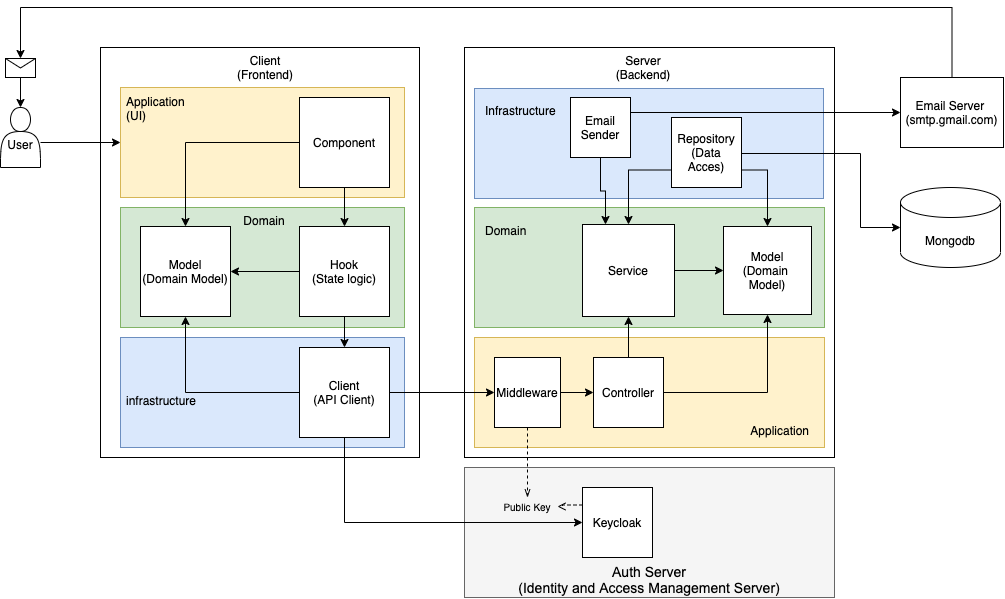 Client
(Frontend)
Server
(Backend)
Application
(UI)
Component
Infrastructure
Email
Sender
Repository
(Data
Acces)
Email Server
(smtp.gmail.com)
User
Domain
Model
(Domain Model)
Hook
(State logic)
Domain
Service
Model
(Domain
Model)
Mongodb
infrastructure
Client
(API Client)
Middleware
Controller
Application
Public Key
Keycloak
Auth Server
(Identity and Access Management Server)